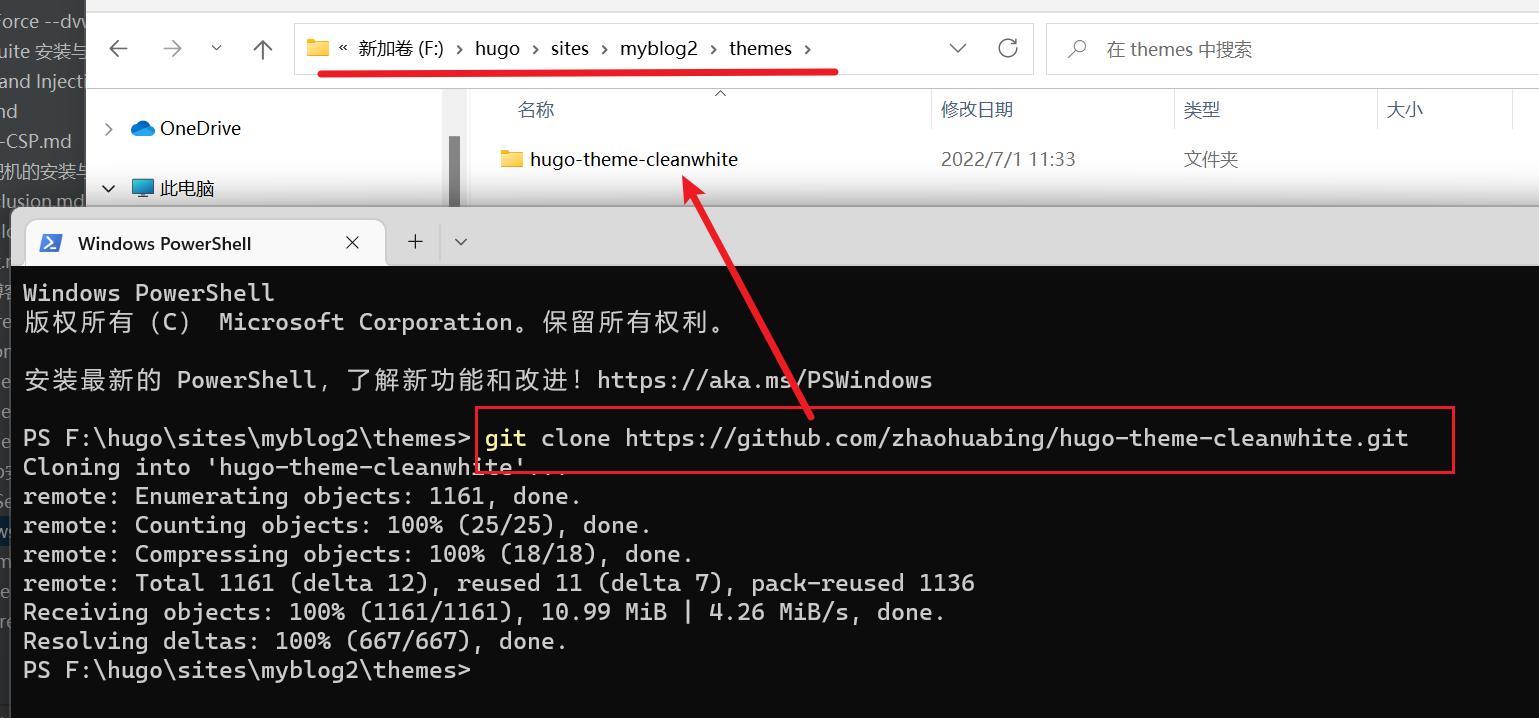 « 新加卷 (F:) › hugo › sites › myblog2 › themes ›
在 themes 中搜索
名称 修改日期 类型 大小
OneDrive
hugo-theme-cleanwhite 2022/7/1 11:33 文件夹
此电脑
Force --dvw
uite 安装与
and Injecti
nd
-CSP.md
clusion.md
Windows PowerShell
Windows PowerShell
版权所有 (C) Microsoft Corporation。保留所有权利。
安装最新的 PowerShell，了解新功能和改进！https://aka.ms/PSWindows
PS F:\hugo\sites\myblog2\themes> git clone https://github.com/zhaohuabing/hugo-theme-cleanwhite.git
Cloning into 'hugo-theme-cleanwhite'...
remote: Enumerating objects: 1161, done.
remote: Counting objects: 100% (25/25), done.
remote: Compressing objects: 100% (18/18), done.
remote: Total 1161 (delta 12), reused 11 (delta 7), pack-reused 1136
Receiving objects: 100% (1161/1161), 10.99 MiB | 4.26 MiB/s, done.
Resolving deltas: 100% (667/667), done.
PS F:\hugo\sites\myblog2\themes>